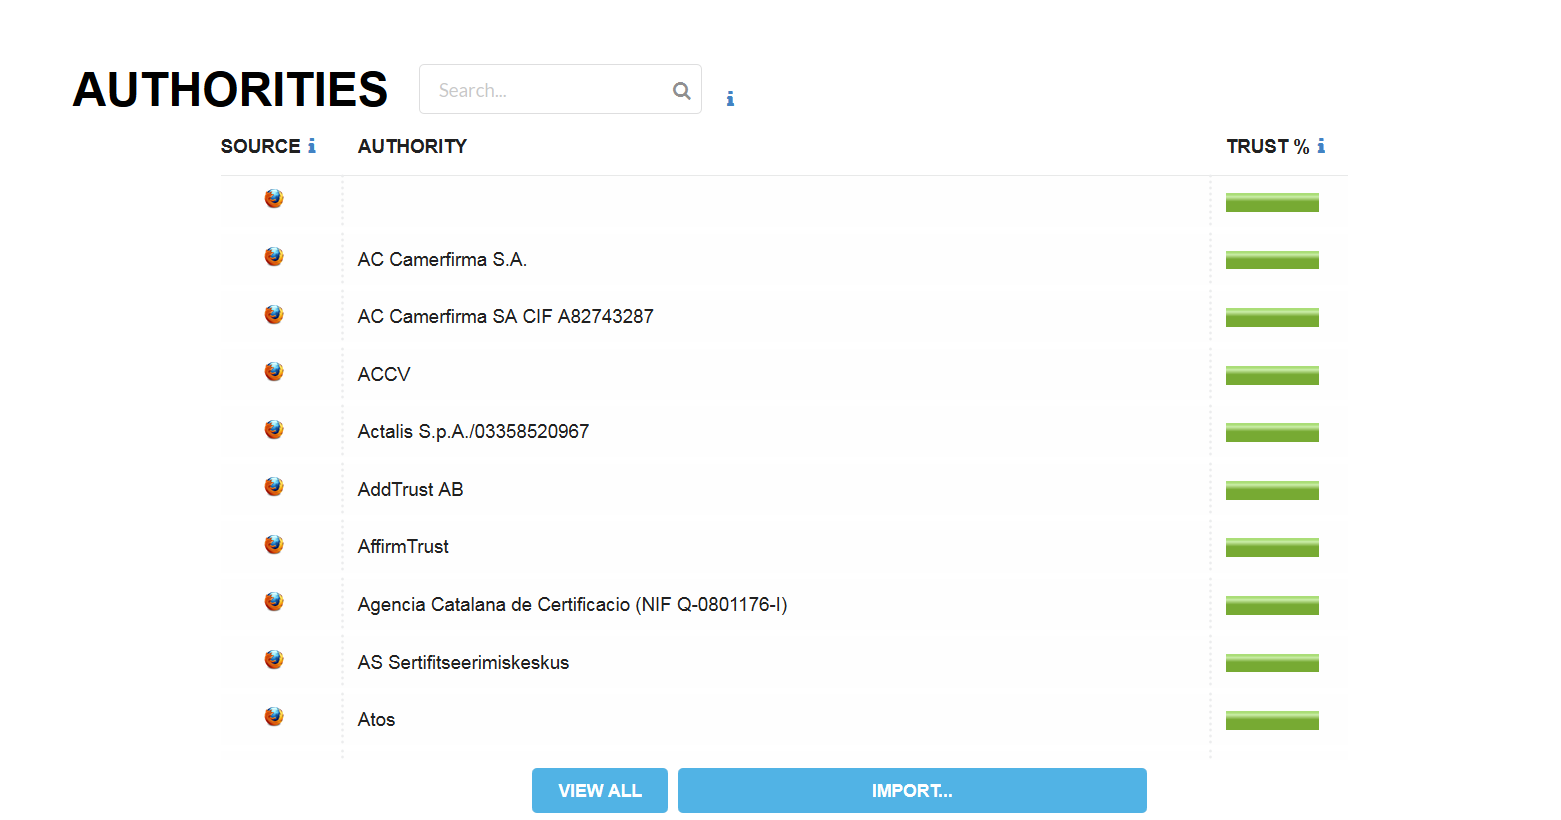 AUTHORITIES
Search...
SOURCE AUTHORITY TRUST %
AC Camerfirma S.A.
AC Camerfirma SA CIF A82743287
ACCV
Actalis S.p.A./03358520967
AddTrust AB
AffirmTrust
Agencia Catalana de Certificacio (NIF Q-0801176-I)
AS Sertifitseerimiskeskus
Atos
VIEW ALL IMPORT...